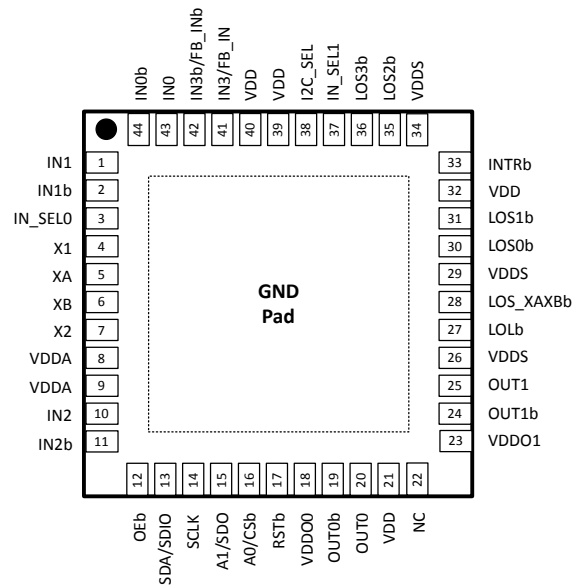 IN0b
IN0
IN3b/FB_INb
IN3/FB_IN
VDD
VDD
I2C_SEL
IN_SEL1
LOS3b
LOS2b
VDDS
44
43
42
41
40
39
38
37
36
35
34
IN1
1
IN1b
2
IN_SEL0
3
X1
4
XA
5
XB
6
X2
7
VDDA
8
VDDA
9
IN2
10
IN2b
11
GND
Pad
33
INTRb
32
VDD
31
LOS1b
30
LOS0b
29
VDDS
28
LOS_XAXBb
27
LOLb
26
VDDS
25
OUT1
24
OUT1b
23
VDDO1
12
13
14
15
16
17
18
19
20
21
22
OEb
SDA/SDIO
SCLK
A1/SDO
A0/CSb
RSTb
VDDO0
OUT0b
OUT0
VDD
NC